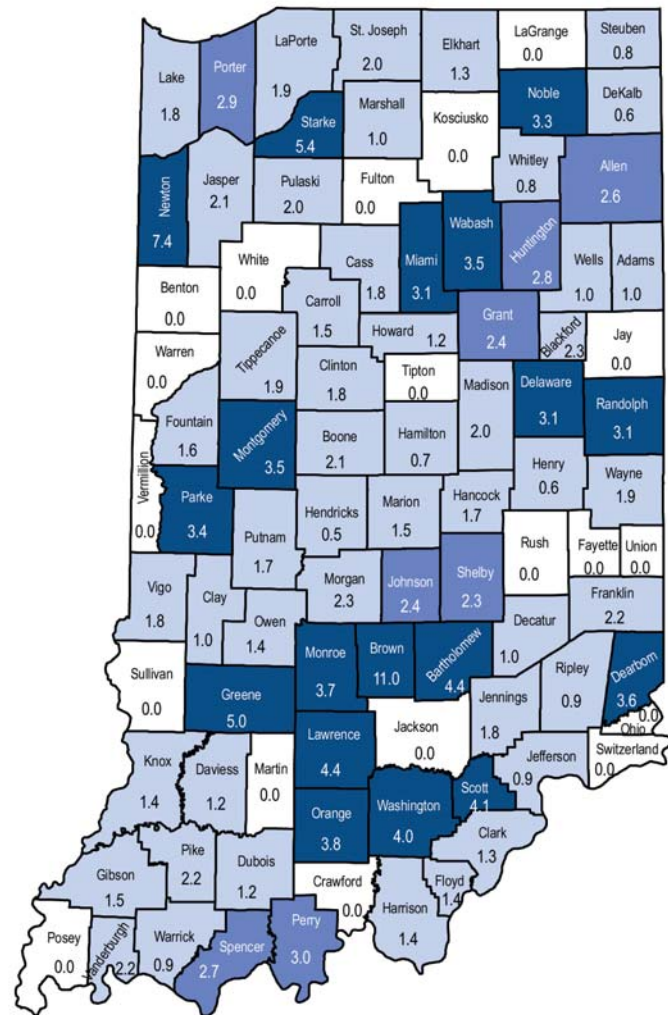 St. Joseph
2.0
LaGrange
0.0
Steuben
0.8
LaPorte
1.9
Elkhart
1.3
Porter
2.9
Lake
1.8
Noble
3.3
DeKalb
0.6
Marshall
1.0
Starke
5.4
Kosciusko
0.0
Whitley
0.8
Allen
2.6
Newton
7.4
Jasper
2.1
Pulaski
2.0
Fulton
0.0
Wabash
3.5
Huntington
2.8
Miami
3.1
White
0.0
Cass
1.8
Wells
1.0
Adams
1.0
Benton
0.0
Carroll
1.5
Howard 1.2
Grant
2.4
Blackford
2.3
Jay
0.0
Warren
0.0
Tippecanoe
1.9
Clinton
1.8
Tipton
0.0
Madison
2.0
Delaware
3.1
Randolph
3.1
Fountain
1.6
Montgomery
3.5
Boone
2.1
Hamilton
0.7
Henry
0.6
Wayne
1.9
Vermillion
0.0
Parke
3.4
Hendricks
0.5
Marion
1.5
Hancock
1.7
Putnam
1.7
Rush
0.0
Fayette
0.0
Union
0.0
Morgan
2.3
Johnson
2.4
Shelby
2.3
Franklin
2.2
Vigo
1.8
Clay
1.0
Owen
1.4
Decatur
1.0
Monroe
3.7
Brown
11.0
Bartholomew
4.4
Ripley
0.9
Dearborn
3.6
Sullivan
0.0
Greene
5.0
Jennings
1.8
0.0
Ohio
Jackson
0.0
Switzerland
0.0
Lawrence
4.4
Jefferson
0.9
Knox
1.4
Daviess
1.2
Martin
0.0
Scott
4.1
Orange
3.8
Washington
4.0
Clark
1.3
Pike
2.2
Dubois
1.2
Gibson
1.5
Crawford
0.0
Floyd
1.4
Harrison
1.4
Perry
3.0
Posey
0.0
Vanderburgh
2.2
Warrick
0.9
Spencer
2.7